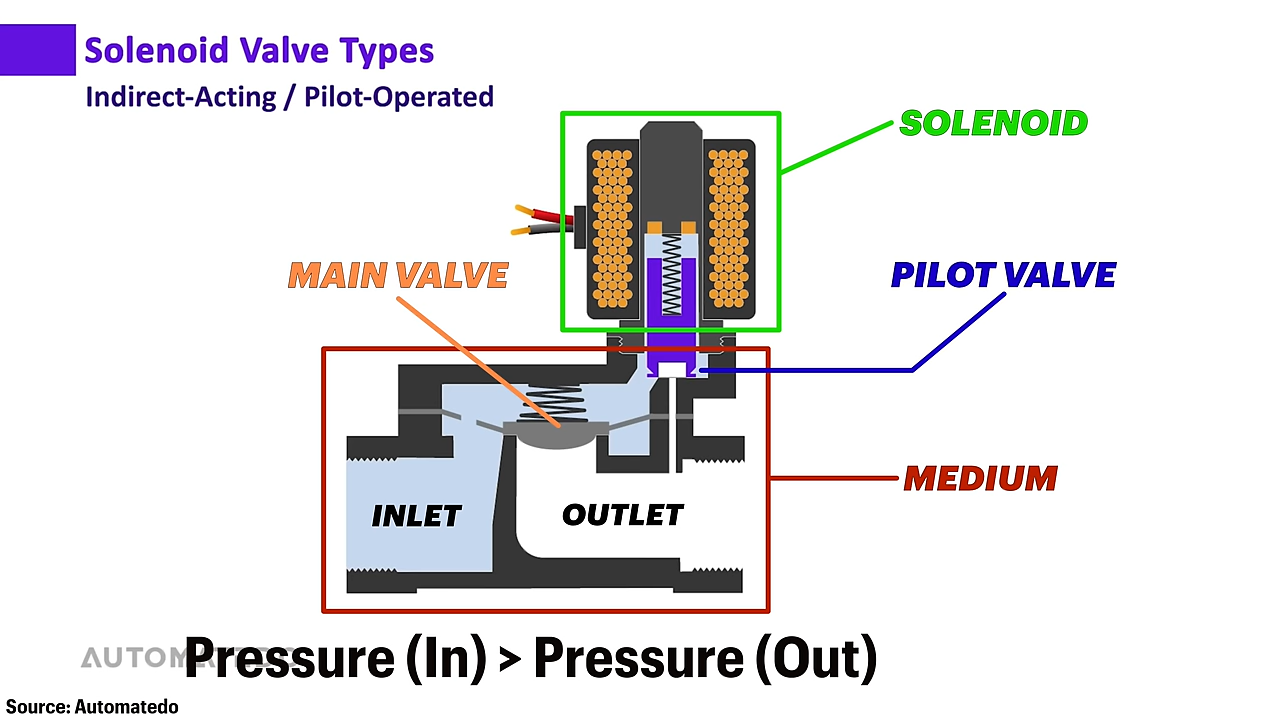 Solenoid Valve Types
Indirect-Acting / Pilot-Operated
SOLENOID
MAIN VALVE
PILOT VALVE
MEDIUM
INLET
OUTLET
Pressure (In) > Pressure (Out)
Source: Automatedo